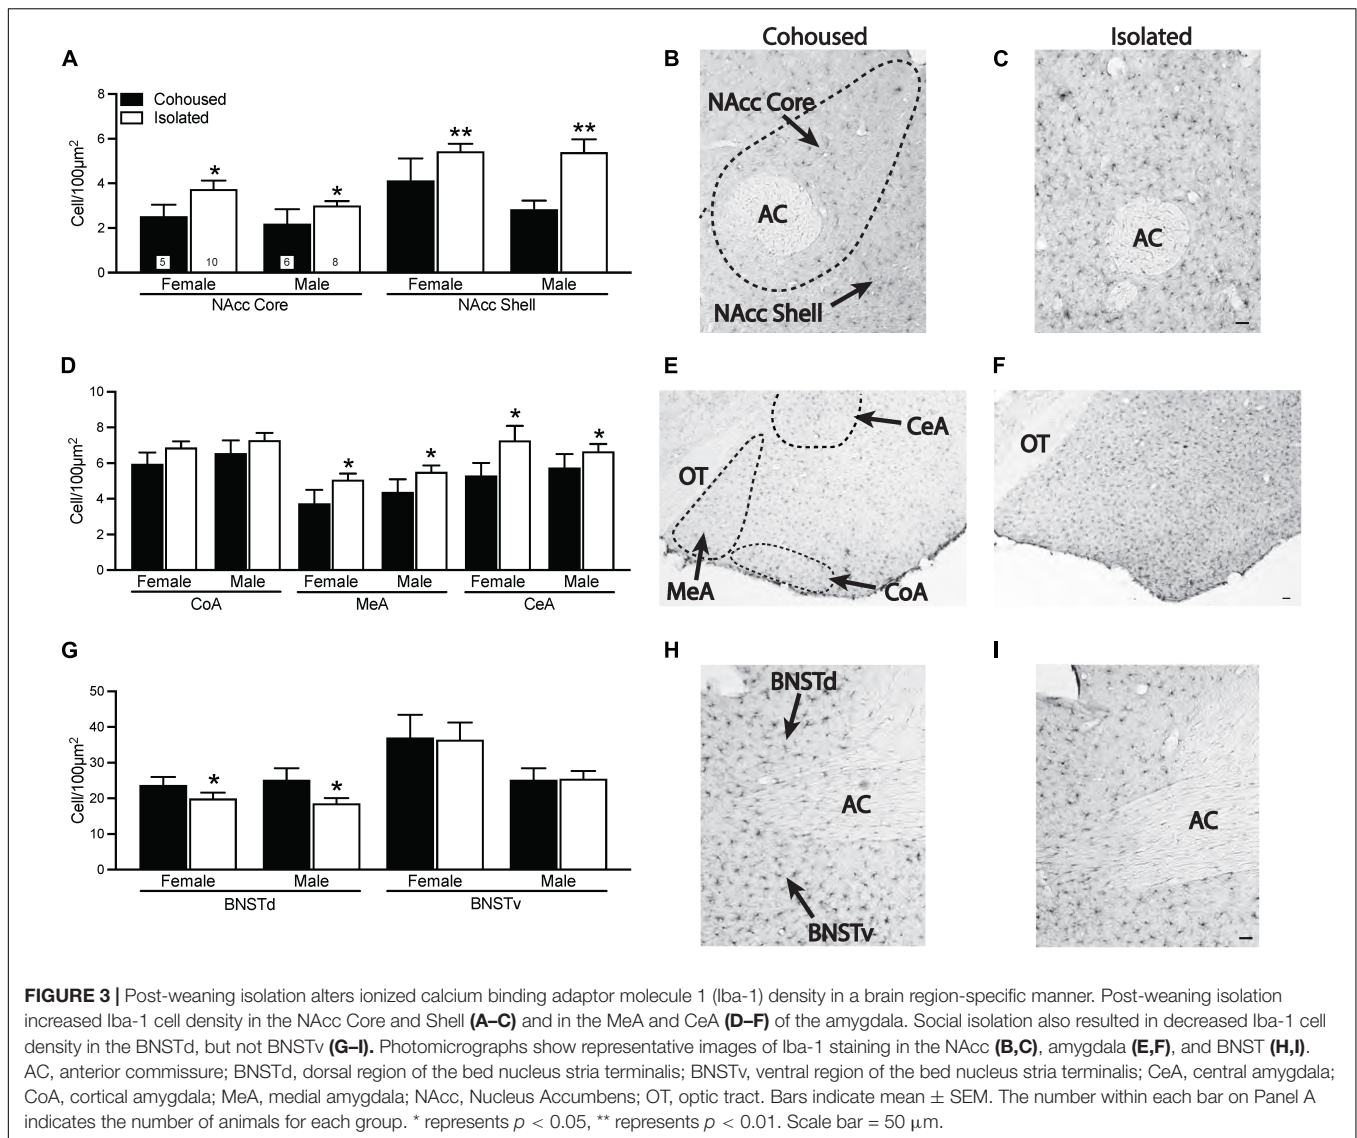 Cohoused
Isolated
A
8
6
4
2
0
Cell/100µm2
Cohoused
Isolated
*
*
**
**
5
10
6
8
Female
Male
Female
Male
NAcc Core
NAcc Shell
B
NAcc Core
AC
NAcc Shell
C
AC
D
10
8
6
4
2
0
Cell/100µm2
*
*
*
*
Female
Male
Female
Male
Female
Male
CoA
MeA
CeA
E
CeA
OT
MeA
CoA
F
OT
G
50
40
30
20
10
0
Cell/100µm2
*
*
Female
Male
Female
Male
BNSTd
BNSTv
H
BNSTd
AC
BNSTv
I
AC
FIGURE 3 | Post-weaning isolation alters ionized calcium binding adaptor molecule 1 (Iba-1) density in a brain region-specific manner. Post-weaning isolation
increased Iba-1 cell density in the NAcc Core and Shell (A–C) and in the MeA and CeA (D–F) of the amygdala. Social isolation also resulted in decreased Iba-1 cell
density in the BNSTd, but not BNSTv (G–I). Photomicrographs show representative images of Iba-1 staining in the NAcc (B,C), amygdala (E,F), and BNST (H,I).
AC, anterior commissure; BNSTd, dorsal region of the bed nucleus stria terminalis; BNSTv, ventral region of the bed nucleus stria terminalis; CeA, central amygdala;
CoA, cortical amygdala; MeA, medial amygdala; NAcc, Nucleus Accumbens; OT, optic tract. Bars indicate mean ± SEM. The number within each bar on Panel A
indicates the number of animals for each group. * represents p < 0.05, ** represents p < 0.01. Scale bar = 50 µm.